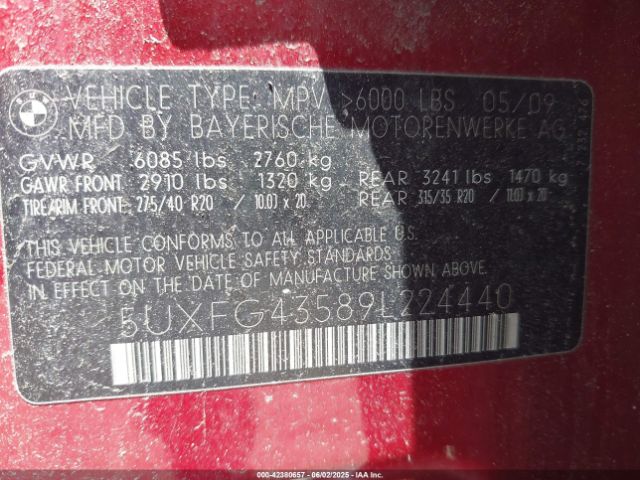 BMW
VEHICLE TYPE: MPV >6000 LBS 05/09
MFD BY BAYERISCHE MOTORENWERKE AG
GVWR 6085 lbs 2760 kg
GAWR FRONT 2910 lbs 1320 kg REAR 3241 lbs 1470 kg
TIRE/RIM FRONT: 275/40 R20 / 10.0J x 20 REAR 315/35 R20 / 11.0J x 20
THIS VEHICLE CONFORMS TO ALL APPLICABLE U.S.
FEDERAL MOTOR VEHICLE SAFETY STANDARDS
IN EFFECT ON THE DATE OF MANUFACTURE SHOWN ABOVE.
5UXFG43589L224440
00-42380657 - 06/02/2025 - IAA Inc.